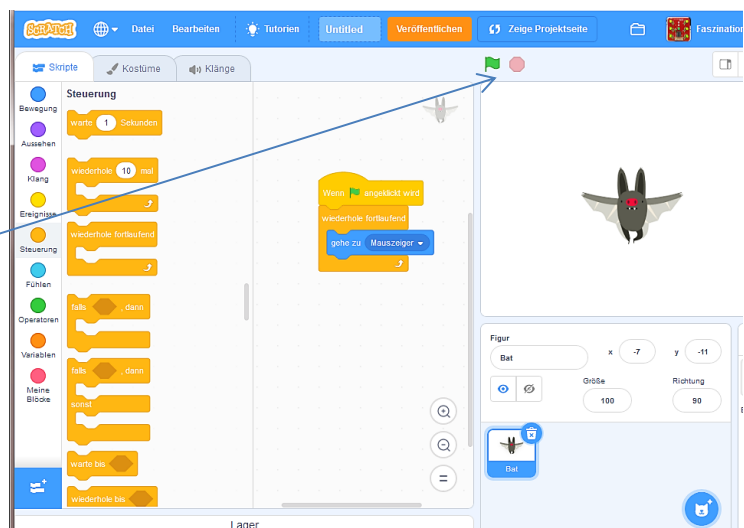 SCRATCH Datei Bearbeiten Tutorien Untitled Veröffentlichen Zeige Projektseite Faszination
Skripte Kostüme Klänge
Bewegung
Aussehen
Klang
Ereignisse
Steuerung
Fühlen
Operatoren
Variablen
Meine
Blöcke
Steuerung
warte 1 Sekunden
wiederhole 10 mal
wiederhole fortlaufend
falls , dann
falls , dann
sonst
warte bis
wiederhole bis
Wenn angeklickt wird
wiederhole fortlaufend
gehe zu Mauszeiger
Figur
Bat x -7 y -11
Größe Richtung
100 90
Bat
Lager